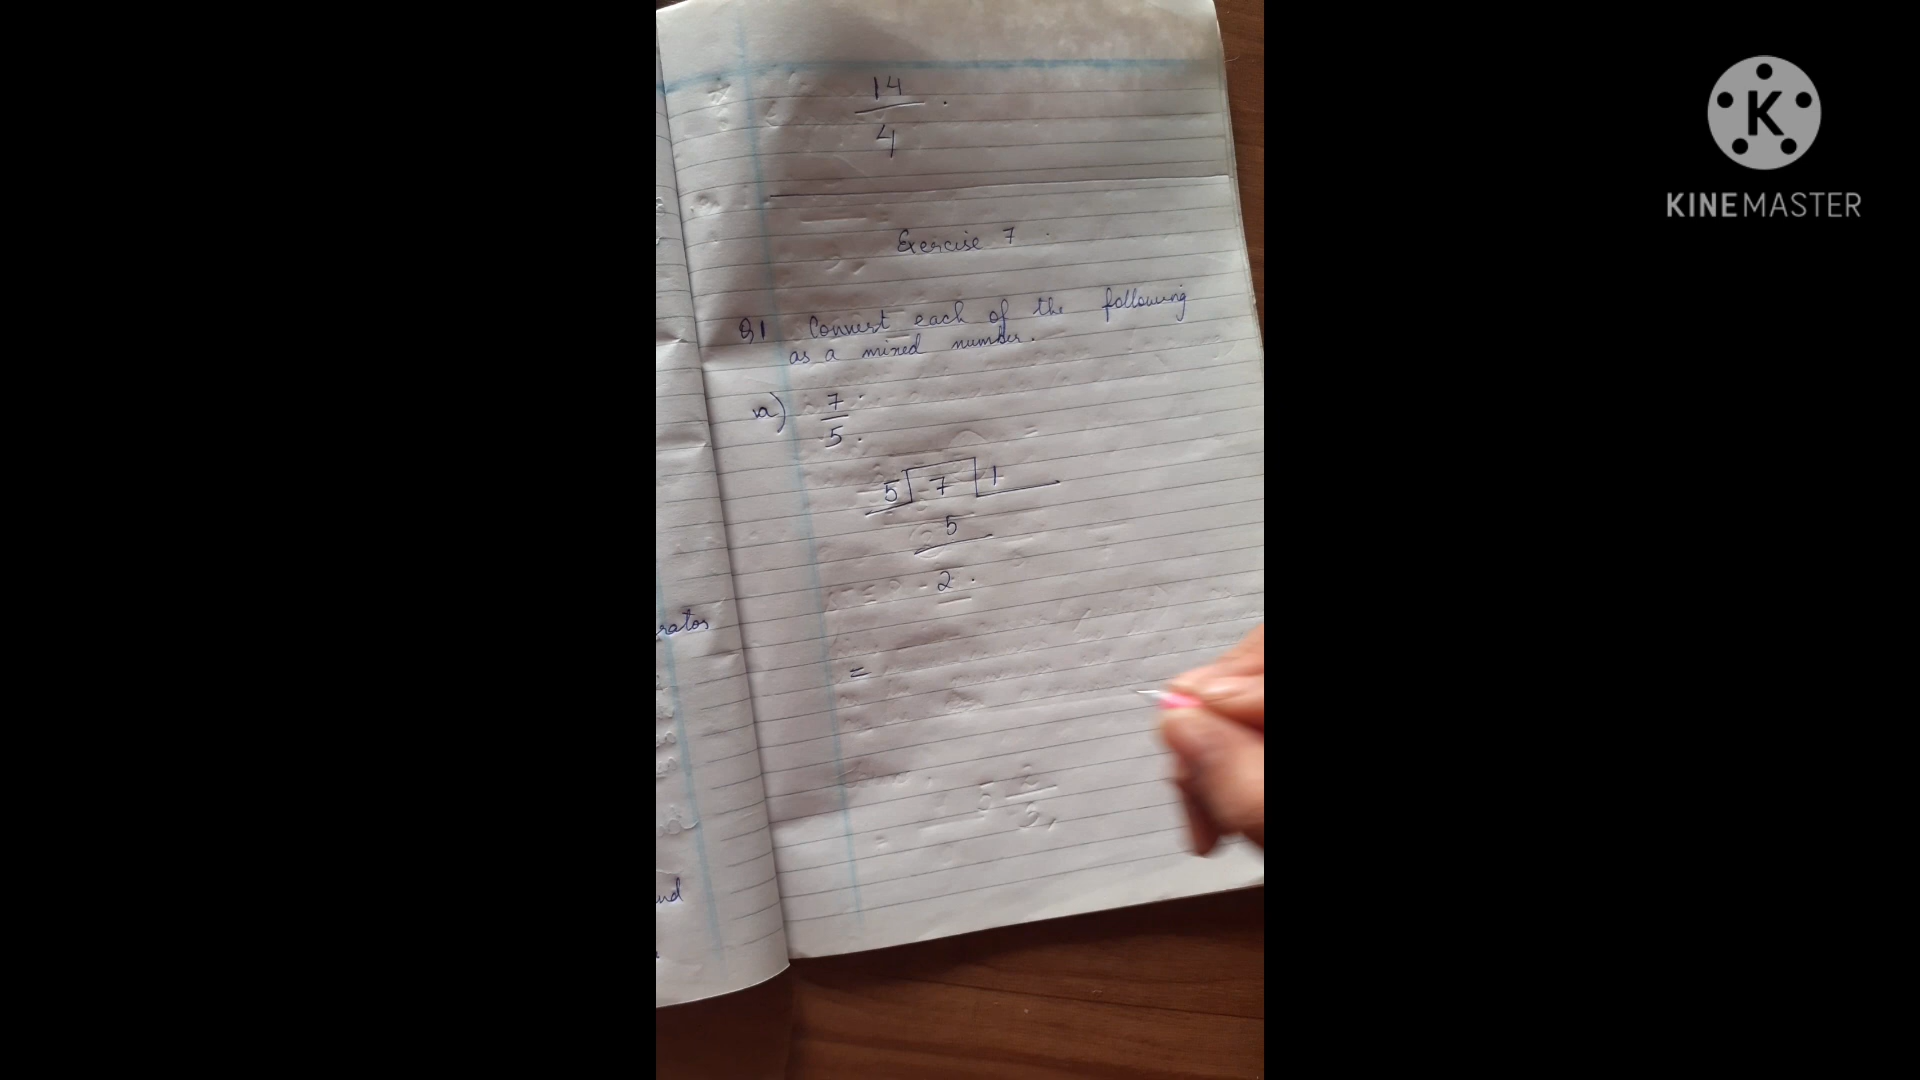 14
4
Exercise 7
Q1 Convert each of the following
as a mixed number.
a) 7
5
5 7 1
5
2
=
nd
K
KINEMASTER